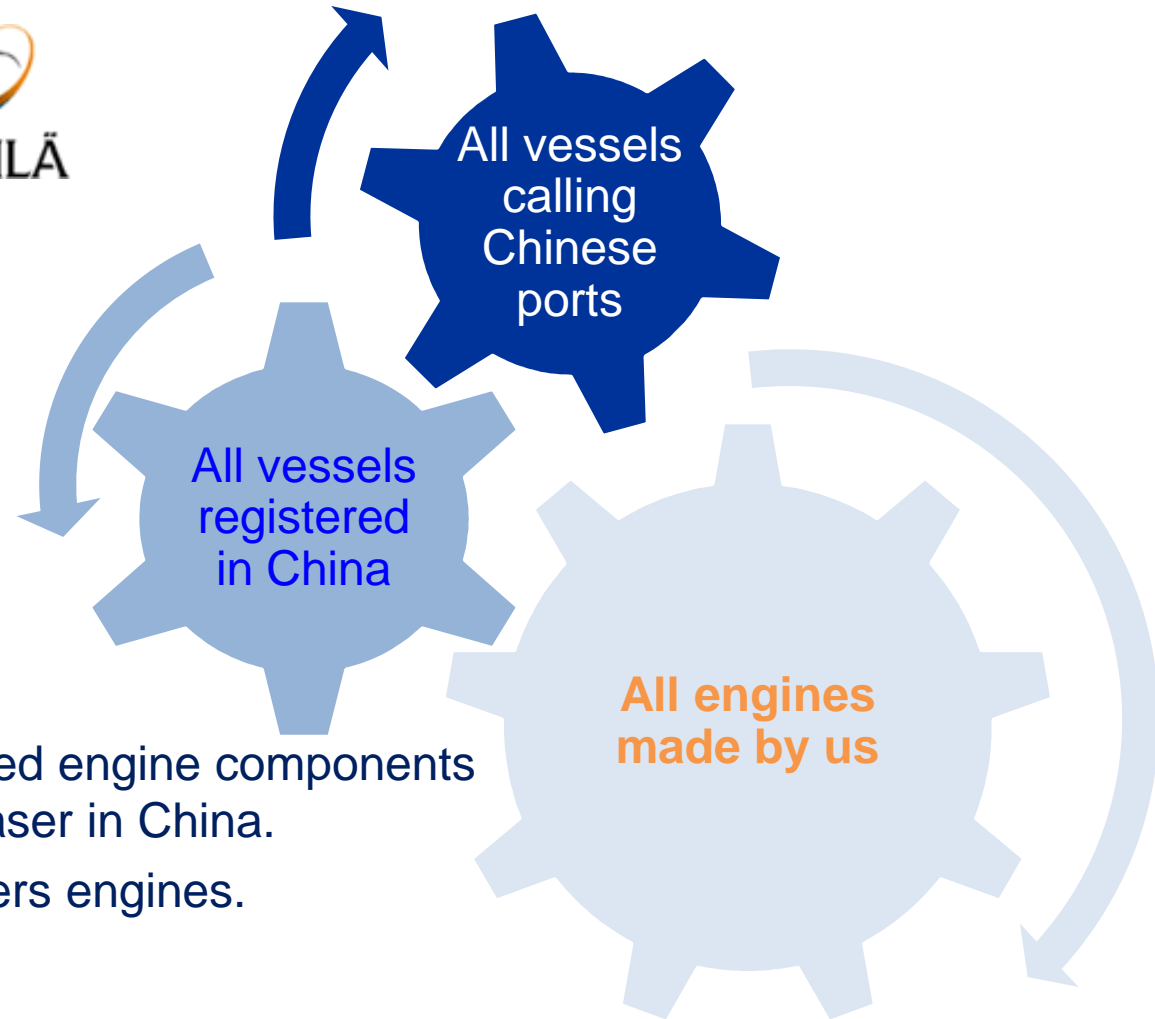 ILÄ
All vessels
calling
Chinese
ports
All vessels
registered
in China
All engines
made by us
ed engine components
aser in China.
ers engines.